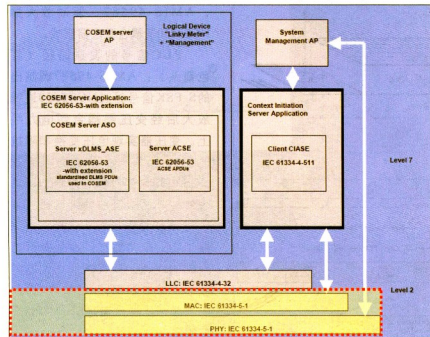 COSEM server
AP
Logical Device
"Linky Meter"
+ "Management"
System
Management AP
COSEM Server Application:
IEC 62056-53-with extension
COSEM Server ASO
Server xDLMS_ASE
IEC 62056-53
-with extension
standardised DLMS PDUs
used in COSEM
Server ACSE
IEC 62056-53
ACSE APDUs
Context Initiation
Server Application
Client CIASE
IEC 61334-4-511
Level 7
LLC: IEC 61334-4-32
Level 2
MAC: IEC 61334-5-1
PHY: IEC 61334-5-1